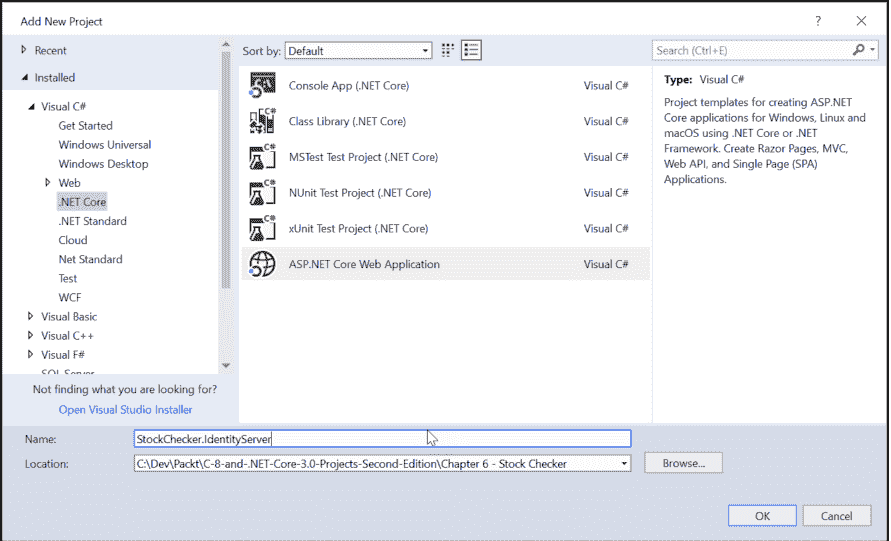 Add New Project
?
Recent
Installed
Visual C#
Get Started
Windows Universal
Windows Desktop
Web
.NET Core
.NET Standard
Cloud
Net Standard
Test
WCF
Visual Basic
Visual C++
Visual F#
SQL Server
Not finding what you are looking for?
Open Visual Studio Installer
Sort by: Default
C# Console App (.NET Core) Visual C#
C# Class Library (.NET Core) Visual C#
C# MSTest Test Project (.NET Core) Visual C#
C# NUnit Test Project (.NET Core) Visual C#
C# xUnit Test Project (.NET Core) Visual C#
ASP.NET Core Web Application Visual C#
Search (Ctrl+E)
Type: Visual C#
Project templates for creating ASP.NET
Core applications for Windows, Linux and
macOS using .NET Core or .NET
Framework. Create Razor Pages, MVC,
Web API, and Single Page (SPA)
Applications.
Name: StockChecker.IdentityServer
Location: C:\Dev\Packt\C-8-and-.NET-Core-3.0-Projects-Second-Edition\Chapter 6 - Stock Checker
Browse...
OK
Cancel